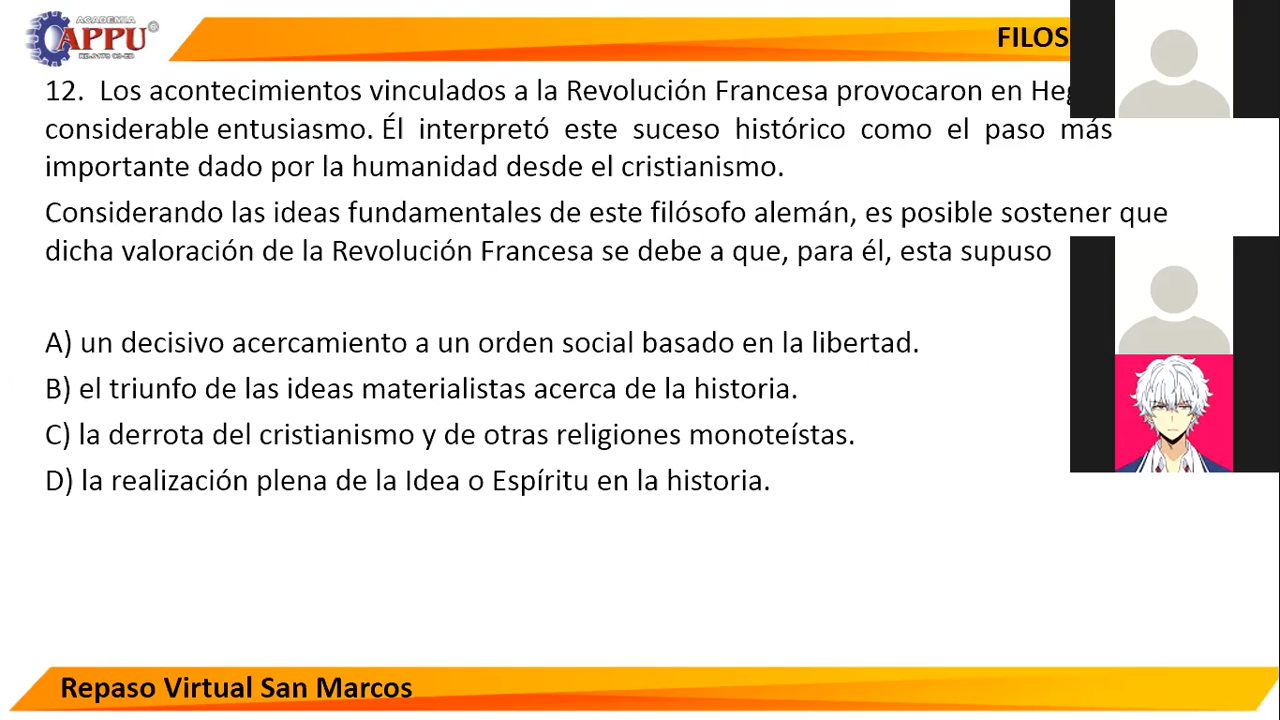 ACADEMIA
APPU
FILOS
12. Los acontecimientos vinculados a la Revolución Francesa provocaron en
considerable entusiasmo. Él interpretó este suceso histórico como el paso más
importante dado por la humanidad desde el cristianismo.
Considerando las ideas fundamentales de este filósofo alemán, es posible sostener que
dicha valoración de la Revolución Francesa se debe a que, para él, esta supuso
A) un decisivo acercamiento a un orden social basado en la libertad.
B) el triunfo de las ideas materialistas acerca de la historia.
C) la derrota del cristianismo y de otras religiones monoteístas.
D) la realización plena de la Idea o Espíritu en la historia.
Repaso Virtual San Marcos